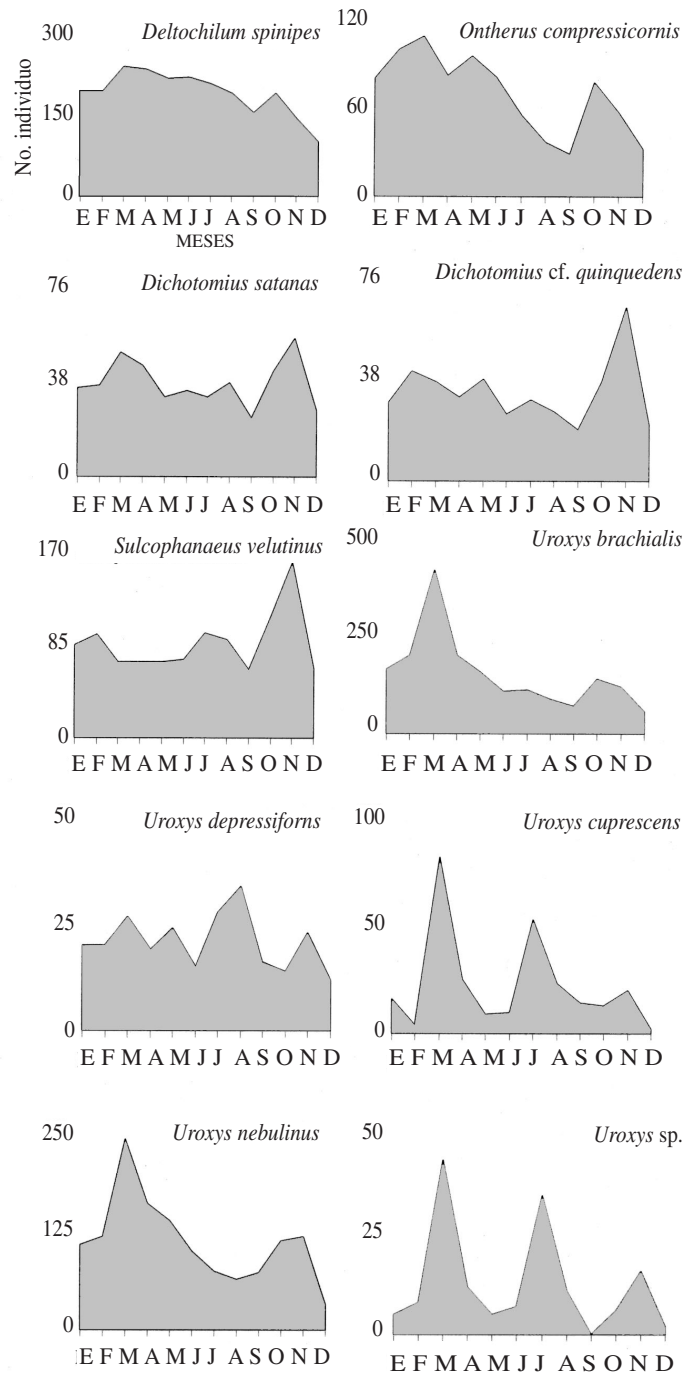 300
Deltochilum spinipes
No. individuo
150
0
E F M A M J J A S O N D
MESES
120
Ontherus compressicornis
60
0
E F M A M J J A S O N D
76
Dichotomius satanas
38
0
E F M A M J J A S O N D
76
Dichotomius cf. quinquedens
38
0
E F M A M J J A S O N D
170
Sulcophanaeus velutinus
85
0
E F M A M J J A S O N D
500
Uroxys brachialis
250
0
E F M A M J J A S O N D
50
Uroxys depressiforns
25
0
E F M A M J J A S O N D
100
Uroxys cuprescens
50
0
E F M A M J J A S O N D
250
Uroxys nebulinus
125
0
E F M A M J J A S O N D
50
Uroxys sp.
25
0
E F M A M J J A S O N D